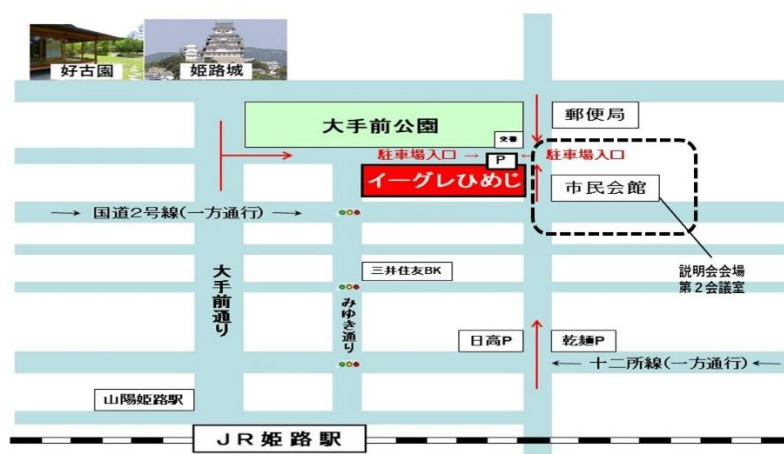 好古園
姫路城
大手前公園
交番
郵便局
駐車場入口 →
P
← 駐車場入口
イーグレひめじ
市民会館
→ 国道2号線(一方通行) →
説明会会場
第2会議室
三井住友BK
大手前通り
みゆき通り
日高P
乾麺P
← 十二所線(一方通行) ←
山陽姫路駅
JR姫路駅